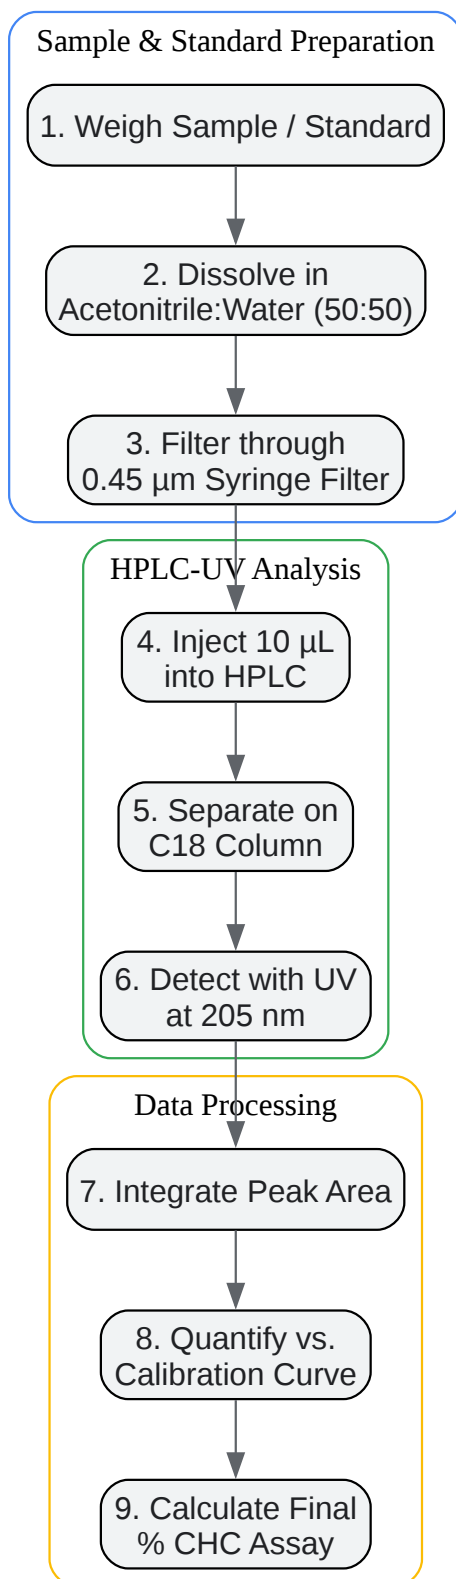 Sample & Standard Preparation
1. Weigh Sample / Standard
2. Dissolve in
Acetonitrile:Water (50:50)
3. Filter through
0.45 µm Syringe Filter
HPLC-UV Analysis
4. Inject 10 µL
into HPLC
5. Separate on
C18 Column
6. Detect with UV
at 205 nm
Data Processing
7. Integrate Peak Area
8. Quantify vs.
Calibration Curve
9. Calculate Final
% CHC Assay